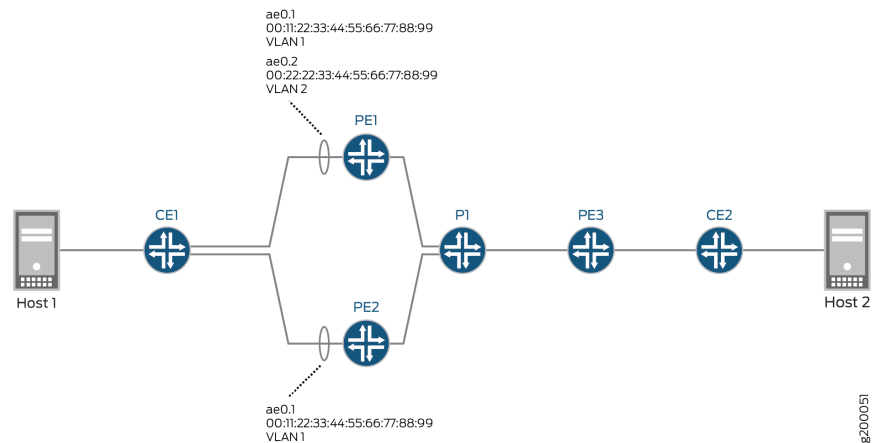 ae0.1
00:11:22:33:44:55:66:77:88:99
VLAN 1
ae0.2
00:22:22:33:44:55:66:77:88:99
VLAN 2
PE1
CE1
P1
PE3
CE2
Host 1
Host 2
PE2
ae0.1
00:11:22:33:44:55:66:77:88:99
VLAN 1
g200051